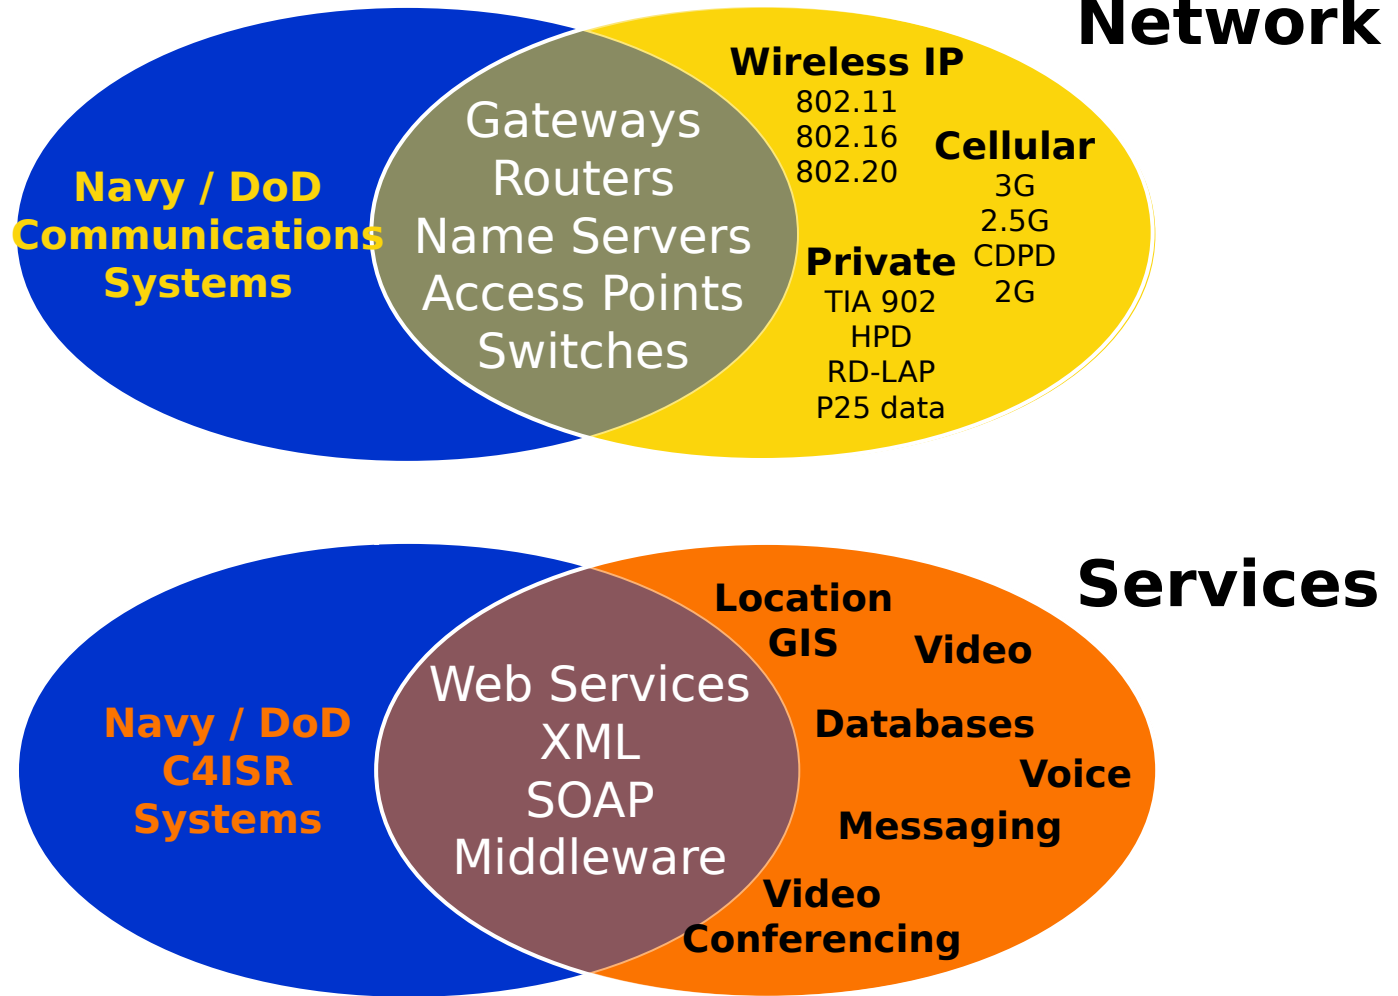 Network
Navy / DoD
Communications
Systems
Gateways
Routers
Name Servers
Access Points
Switches
Wireless IP
802.11
802.16
802.20
Cellular
3G
2.5G
CDPD
2G
Private
TIA 902
HPD
RD-LAP
P25 data
Services
Navy / DoD
C4ISR
Systems
Web Services
XML
SOAP
Middleware
Location
GIS
Video
Databases
Voice
Messaging
Video
Conferencing